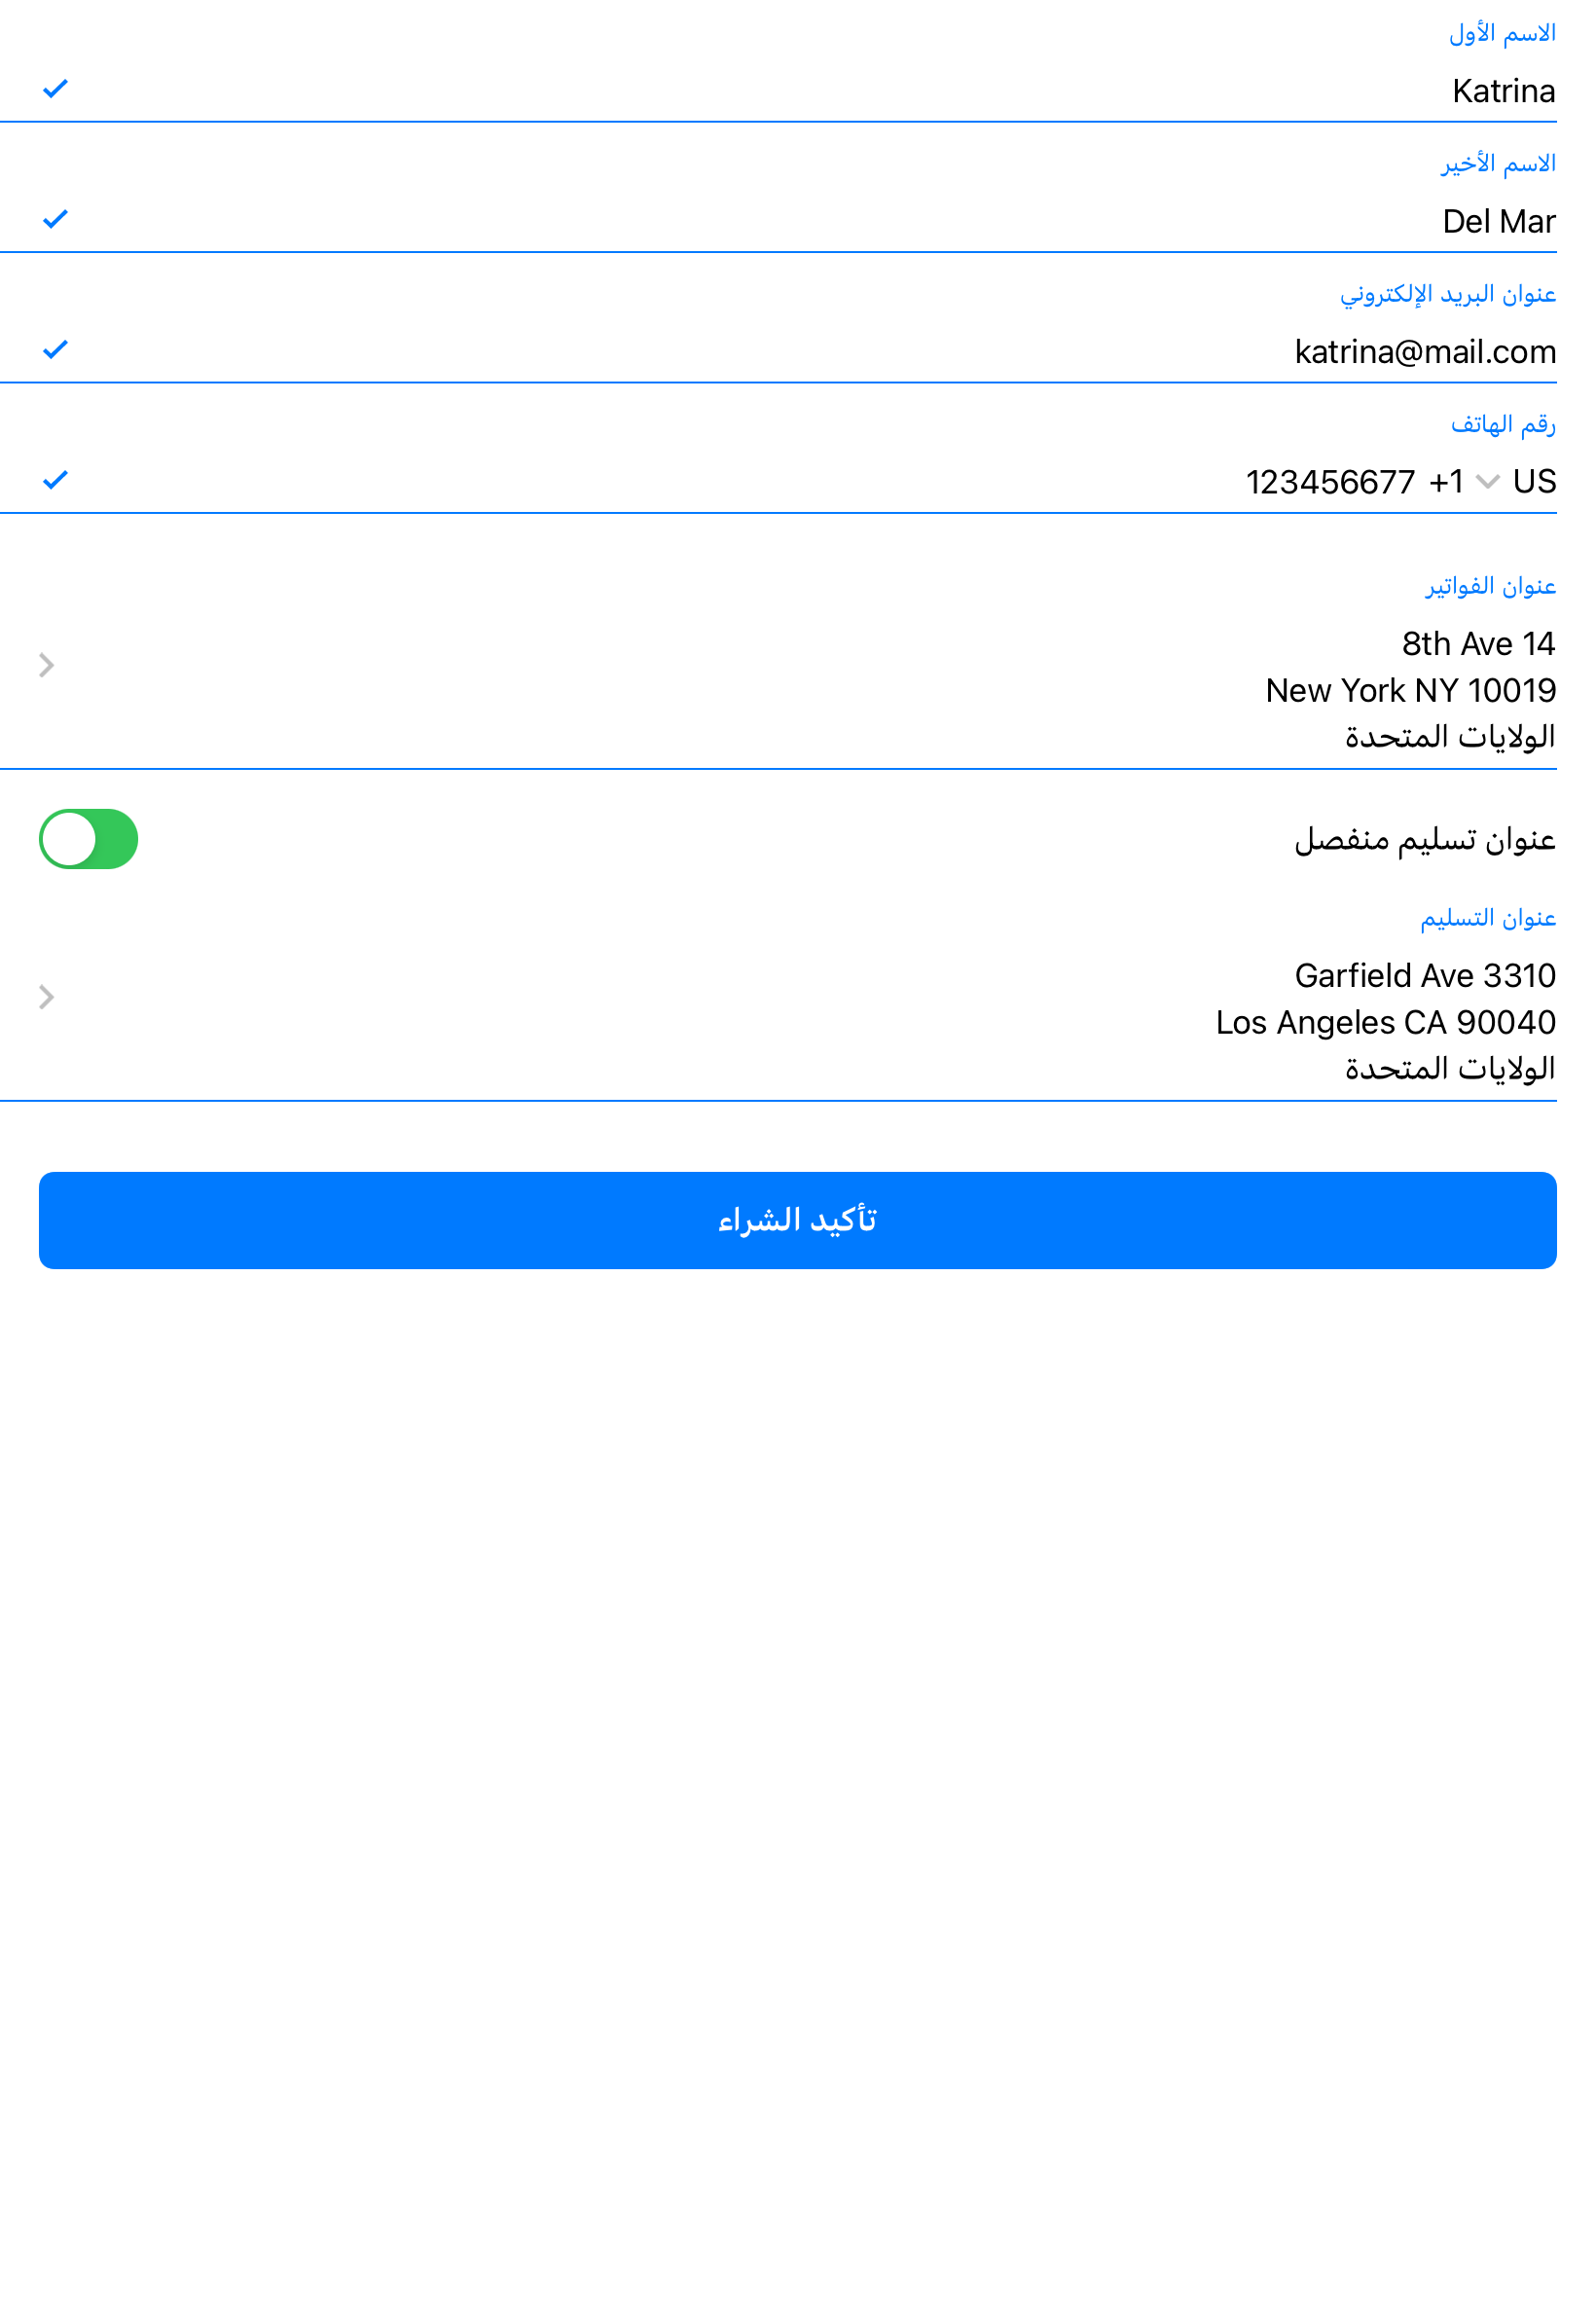 الاسم الأول
Katrina
الاسم الأخير
Del Mar
عنوان البريد الإلكتروني
katrina@mail.com
رقم الهاتف
US +1 123456677
عنوان الفواتير
8th Ave 14
New York NY 10019
الولايات المتحدة
عنوان تسليم منفصل
عنوان التسليم
Garfield Ave 3310
Los Angeles CA 90040
الولايات المتحدة
تأكيد الشراء